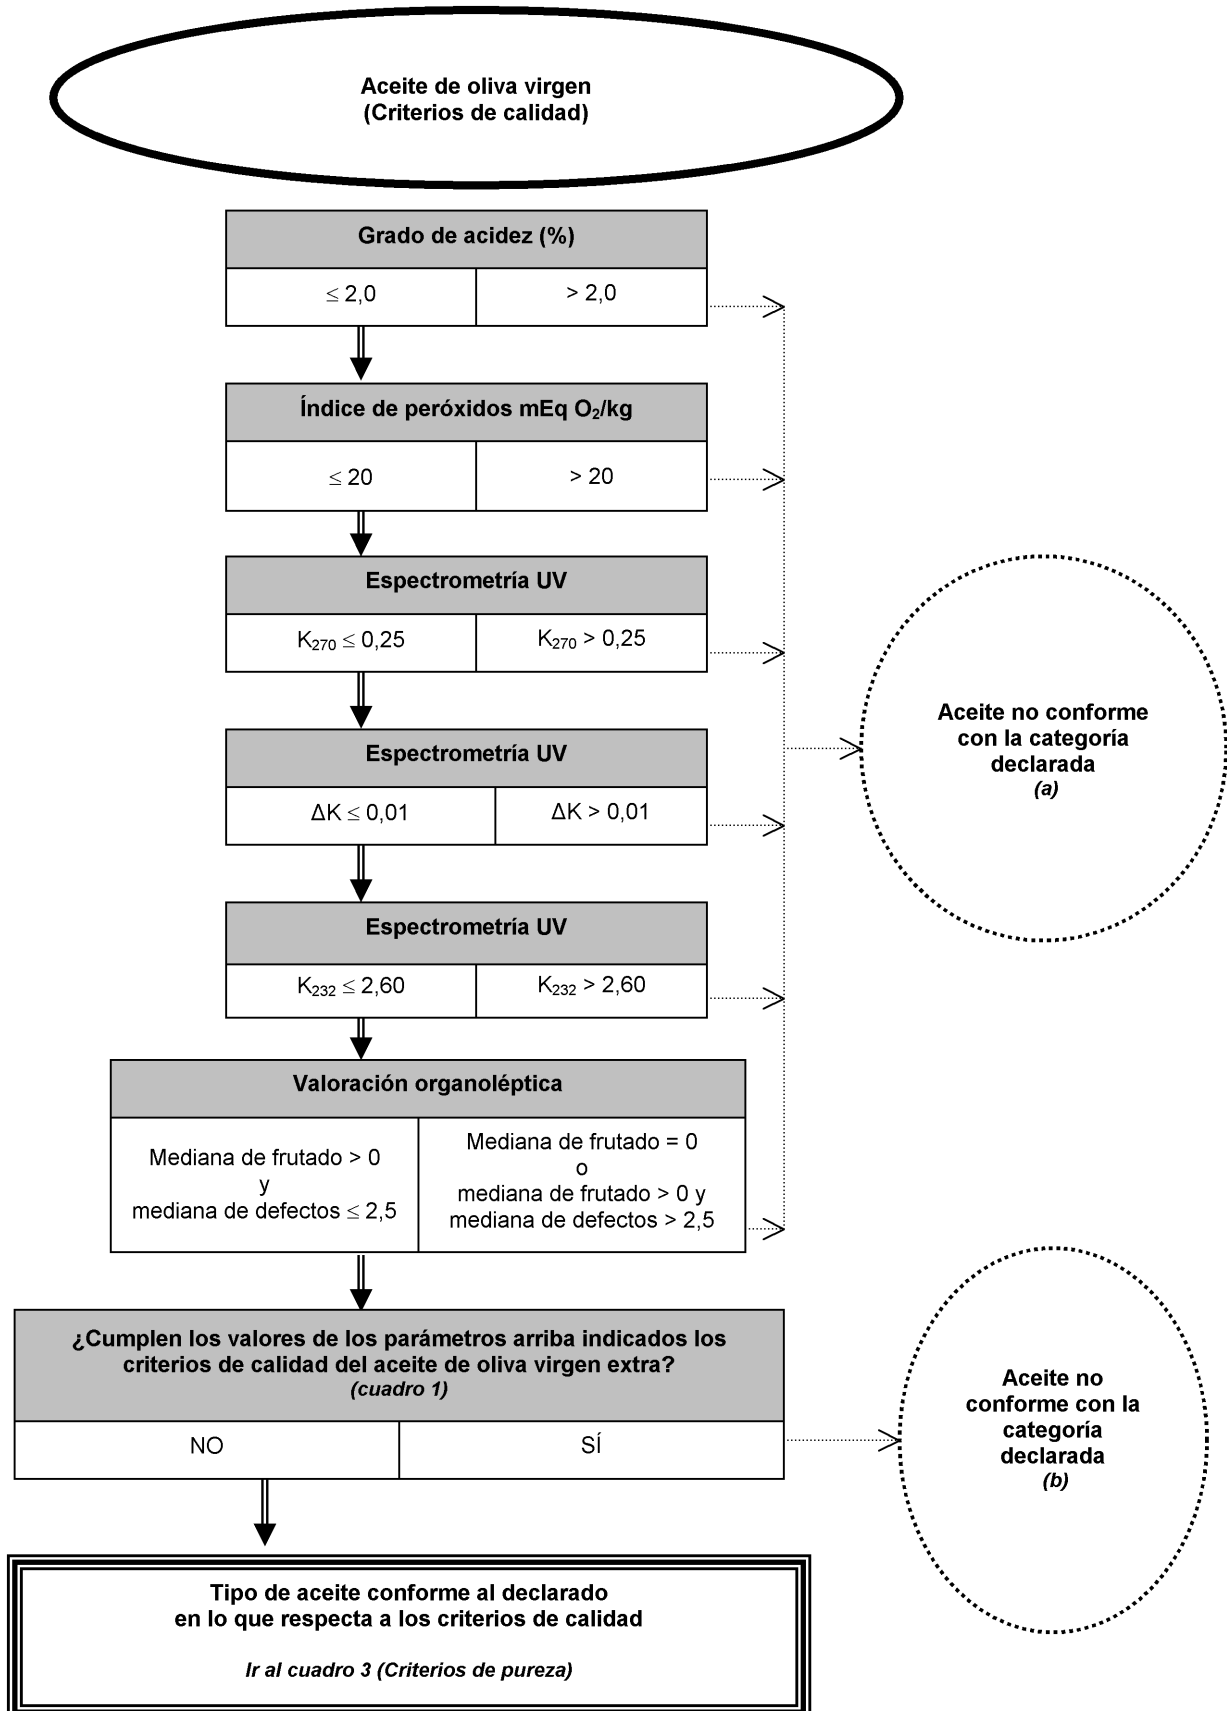 Aceite de oliva virgen
(Criterios de calidad)
Grado de acidez (%)
≤ 2,0
> 2,0
Índice de peróxidos mEq O₂/kg
≤ 20
> 20
Espectrometría UV
K₂₇₀ ≤ 0,25
K₂₇₀ > 0,25
Espectrometría UV
ΔK ≤ 0,01
ΔK > 0,01
Espectrometría UV
K₂₃₂ ≤ 2,60
K₂₃₂ > 2,60
Aceite no conforme
con la categoría
declarada
(a)
Valoración organoléptica
Mediana de frutado > 0
y
mediana de defectos ≤ 2,5
Mediana de frutado = 0
o
mediana de frutado > 0 y
mediana de defectos > 2,5
¿Cumplen los valores de los parámetros arriba indicados los
criterios de calidad del aceite de oliva virgen extra?
(cuadro 1)
NO
SÍ
Aceite no
conforme con la
categoría
declarada
(b)
Tipo de aceite conforme al declarado
en lo que respecta a los criterios de calidad
Ir al cuadro 3 (Criterios de pureza)